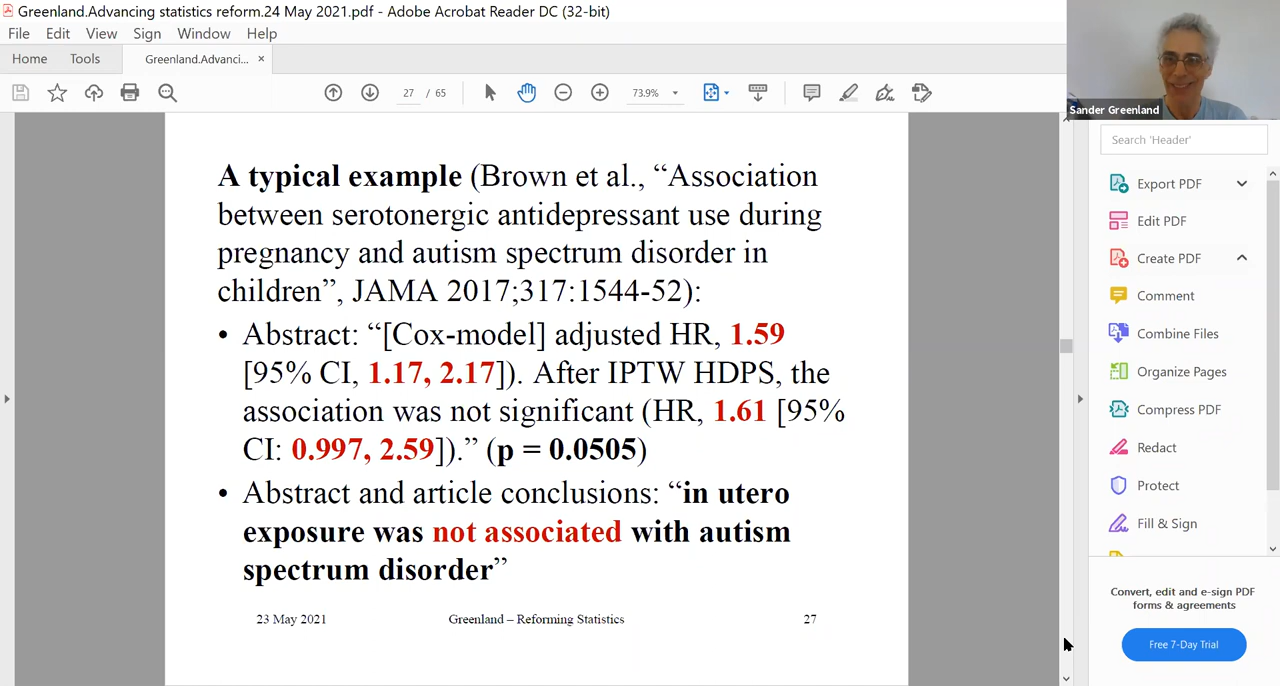 Greenland.Advancing statistics reform.24 May 2021.pdf - Adobe Acrobat Reader DC (32-bit)
File Edit View Sign Window Help
Home Tools Greenland.Advanci... ×
27 / 65 73.9%
Sander Greenland
Search 'Header'
A typical example (Brown et al., “Association
between serotonergic antidepressant use during
pregnancy and autism spectrum disorder in
children”, JAMA 2017;317:1544-52):
• Abstract: “[Cox-model] adjusted HR, 1.59
[95% CI, 1.17, 2.17]). After IPTW HDPS, the
association was not significant (HR, 1.61 [95%
CI: 0.997, 2.59]).” (p = 0.0505)
• Abstract and article conclusions: “in utero
exposure was not associated with autism
spectrum disorder”
23 May 2021 Greenland – Reforming Statistics 27
Export PDF
Edit PDF
Create PDF
Comment
Combine Files
Organize Pages
Compress PDF
Redact
Protect
Fill & Sign
Convert, edit and e-sign PDF
forms & agreements
Free 7-Day Trial